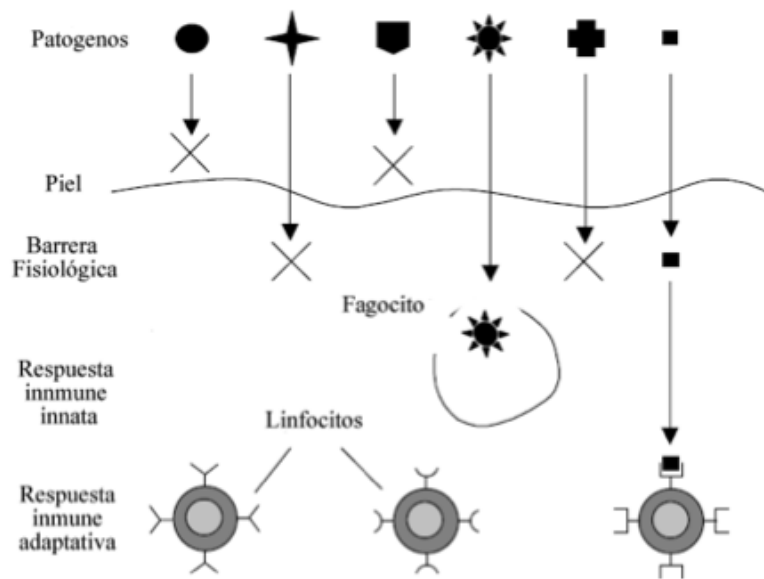 Patogenos
Piel
Barrera
Fisiológica
Fagocito
Respuesta
innmune
innata
Linfocitos
Respuesta
inmune
adaptativa